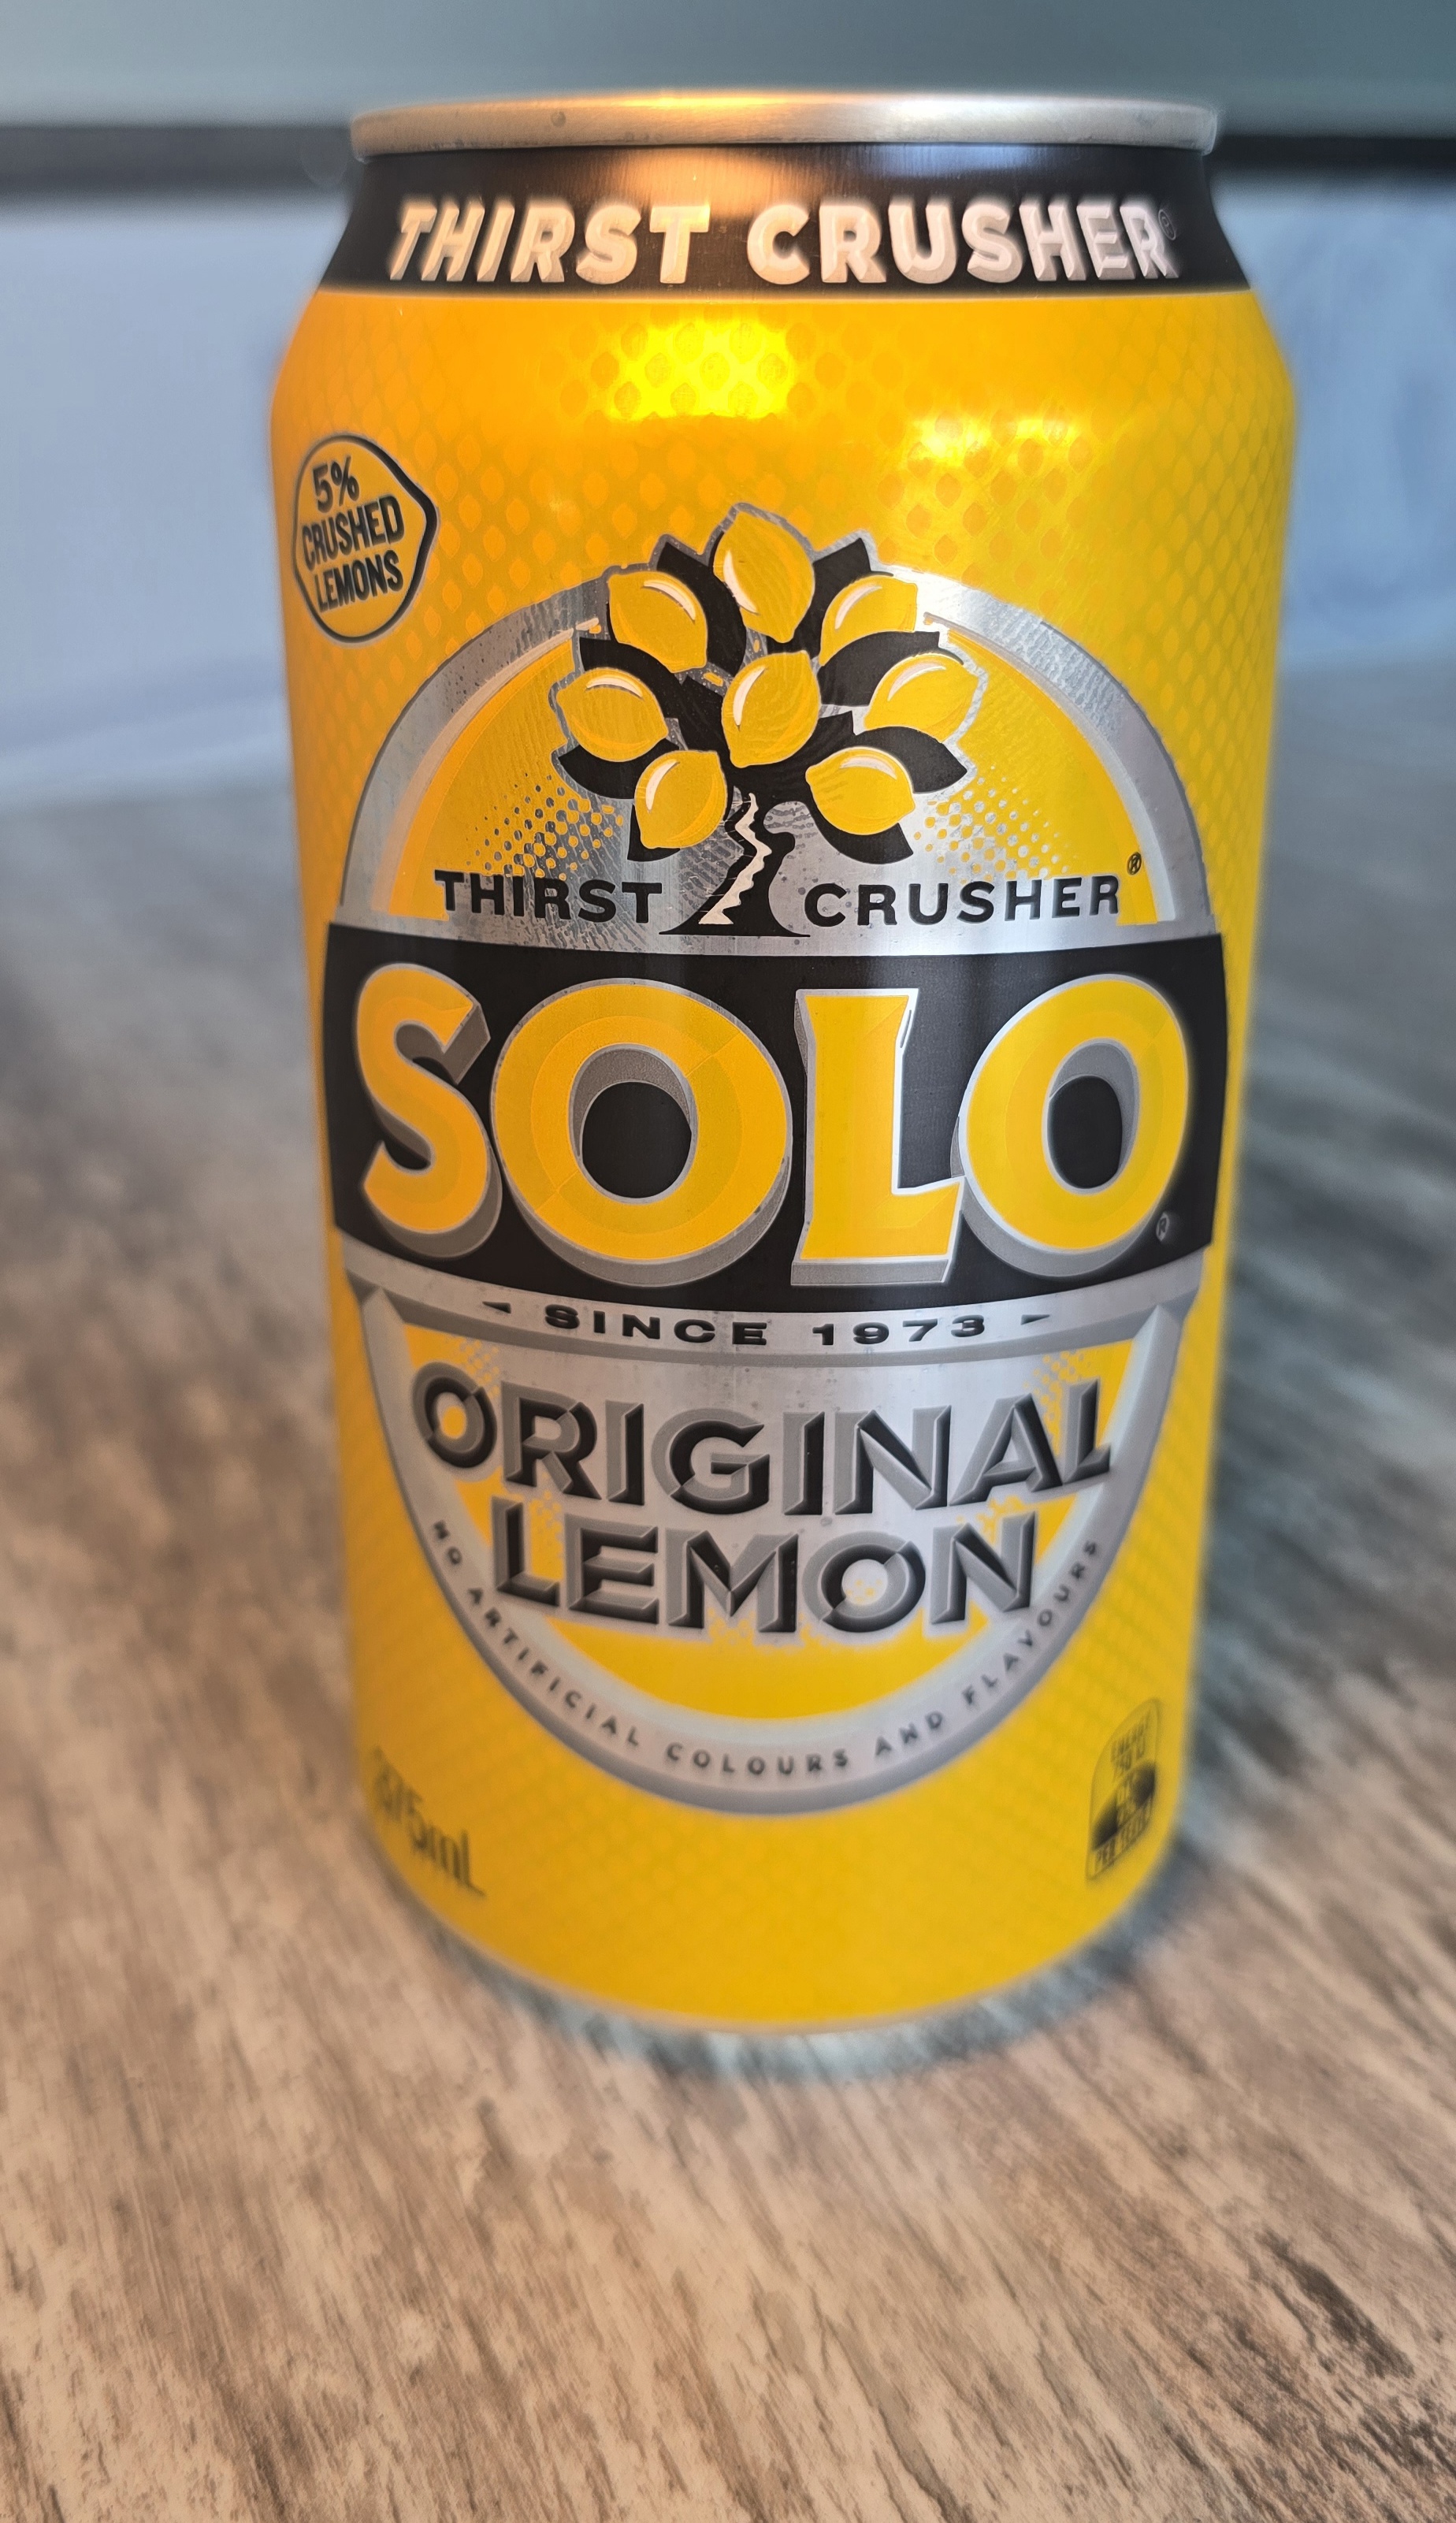 THIRST CRUSHER®
5%
CRUSHED
LEMONS
THIRST CRUSHER®
SOLO®
SINCE 1973
ORIGINAL
LEMON
NO ARTIFICIAL COLOURS AND FLAVOURS
375mL